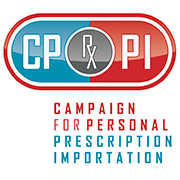 CP Rx PI
CAMPAIGN
FOR PERSONAL
PRESCRIPTION
IMPORTATION